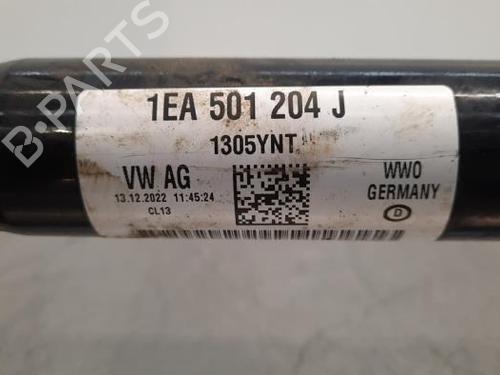 B-PARTS
1EA 501 204 J
1305YNT
VW AG
13.12.2022 11:45:24
CL13
WWO
GERMANY
D